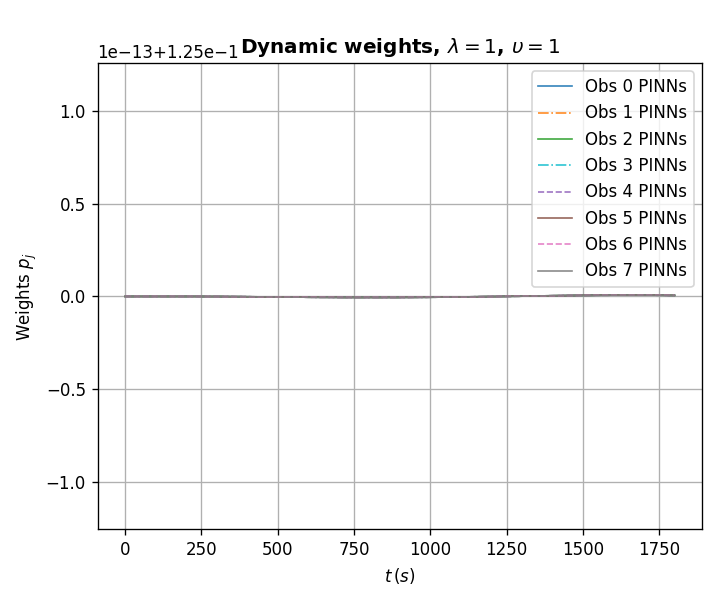 Dynamic weights, λ = 1, υ = 1
1e−13+1.25e−1
1.0
0.5
0.0
−0.5
−1.0
Weights p_j
Obs 0 PINNs
Obs 1 PINNs
Obs 2 PINNs
Obs 3 PINNs
Obs 4 PINNs
Obs 5 PINNs
Obs 6 PINNs
Obs 7 PINNs
0 250 500 750 1000 1250 1500 1750
t (s)